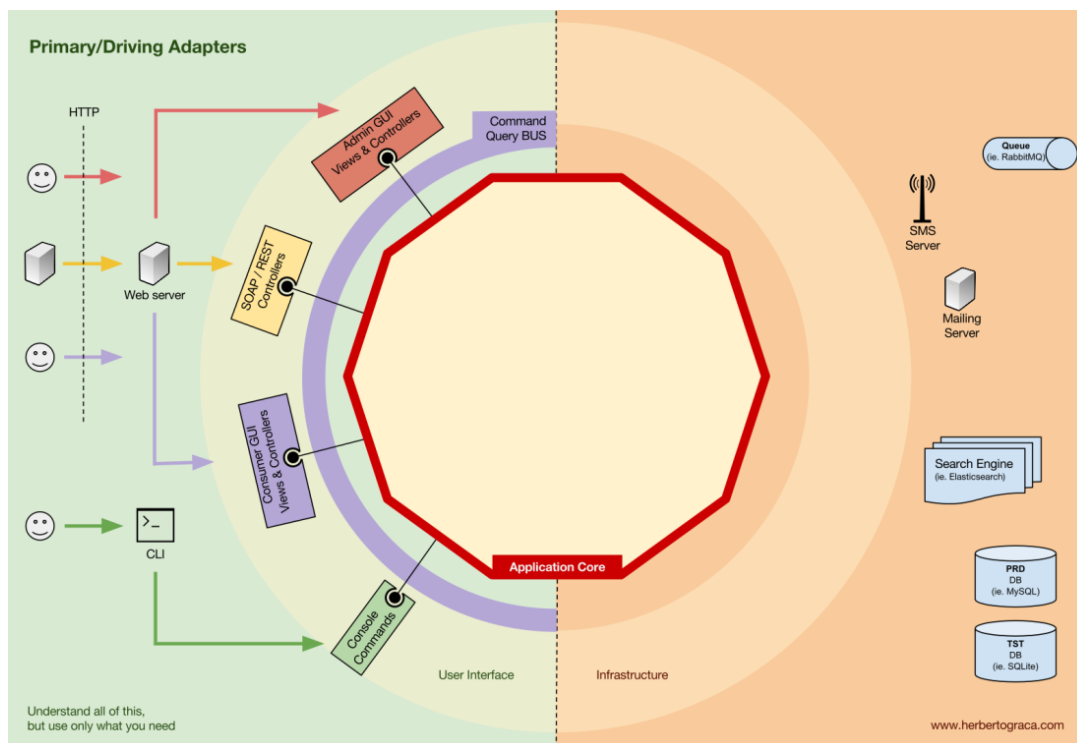 Primary/Driving Adapters
HTTP
Web server
CLI
Admin GUI
Views & Controllers
SOAP / REST
Controllers
Consumer GUI
Views & Controllers
Console
Commands
Command
Query BUS
Application Core
User Interface
Infrastructure
Queue
(ie. RabbitMQ)
SMS
Server
Mailing
Server
Search Engine
(ie. Elasticsearch)
PRD
DB
(ie. MySQL)
TST
DB
(ie. SQLite)
Understand all of this,
but use only what you need
www.herbertograca.com